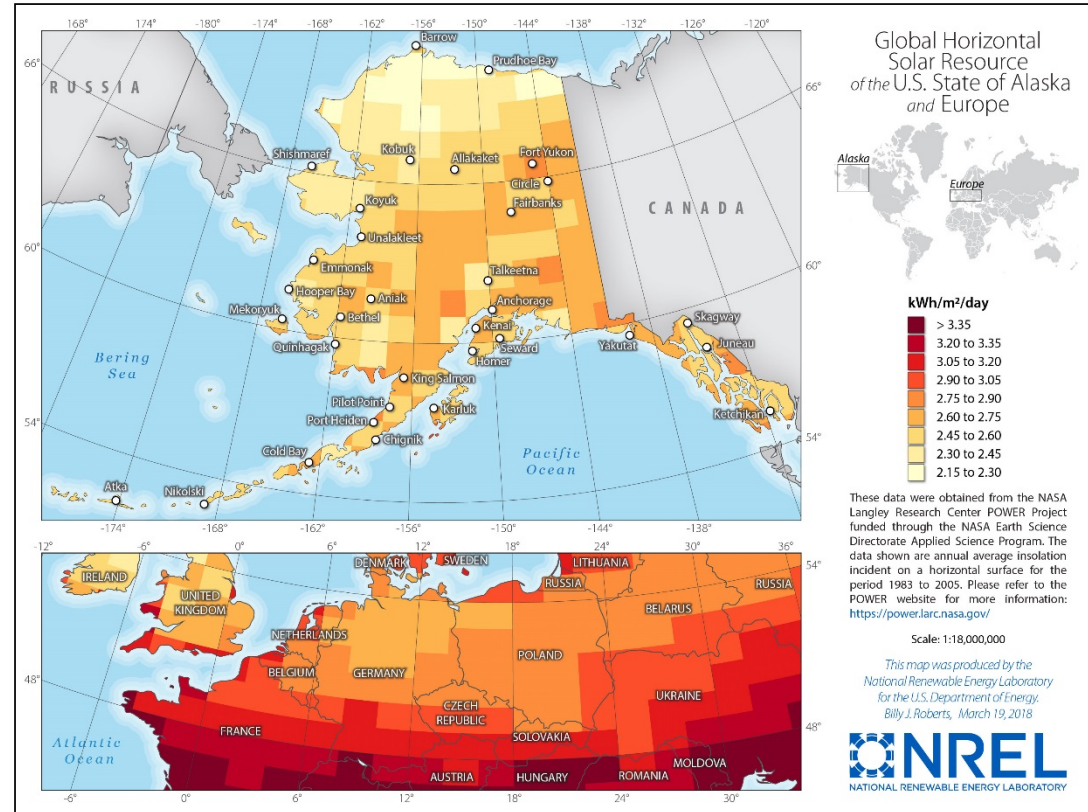 Global Horizontal
Solar Resource
of the U.S. State of Alaska
and Europe
Alaska
Europe
kWh/m²/day
> 3.35
3.20 to 3.35
3.05 to 3.20
2.90 to 3.05
2.75 to 2.90
2.60 to 2.75
2.45 to 2.60
2.30 to 2.45
2.15 to 2.30
These data were obtained from the NASA
Langley Research Center POWER Project
funded through the NASA Earth Science
Directorate Applied Science Program. The
data shown are annual average insolation
incident on a horizontal surface for the
period 1983 to 2005. Please refer to the
POWER website for more information:
https://power.larc.nasa.gov/
Scale: 1:18,000,000
This map was produced by the
National Renewable Energy Laboratory
for the U.S. Department of Energy.
Billy J. Roberts, March 19, 2018
NREL
NATIONAL RENEWABLE ENERGY LABORATORY
168° 174° -174° -180° -168° -162° -156° -150° -144° -138° -132° -126° -120°
66°
66°
60°
60°
54°
54°
RUSSIA
CANADA
Barrow
Prudhoe Bay
Shishmaref
Kobuk
Allakaket
Fort Yukon
Circle
Fairbanks
Koyuk
Unalakleet
Emmonak
Hooper Bay
Mekoryuk
Aniak
Bethel
Quinhagak
Talkeetna
Anchorage
Kenai
Seward
Homer
Yakutat
Skagway
Juneau
Ketchikan
King Salmon
Pilot Point
Karluk
Port Heiden
Chignik
Cold Bay
Atka
Nikolski
Bering
Sea
Pacific
Ocean
-174° -168° -162° -156° -150° -144° -138°
-12° -6° 0° 6° 12° 18° 24° 30° 36°
54°
48°
48°
IRELAND
UNITED
KINGDOM
DENMARK
SWEDEN
LITHUANIA
RUSSIA
RUSSIA
BELARUS
NETHERLANDS
BELGIUM
GERMANY
POLAND
CZECH
REPUBLIC
UKRAINE
FRANCE
SOLOVAKIA
AUSTRIA
HUNGARY
ROMANIA
MOLDOVA
Atlantic
Ocean
-6° 0° 6° 12° 18° 24° 30°